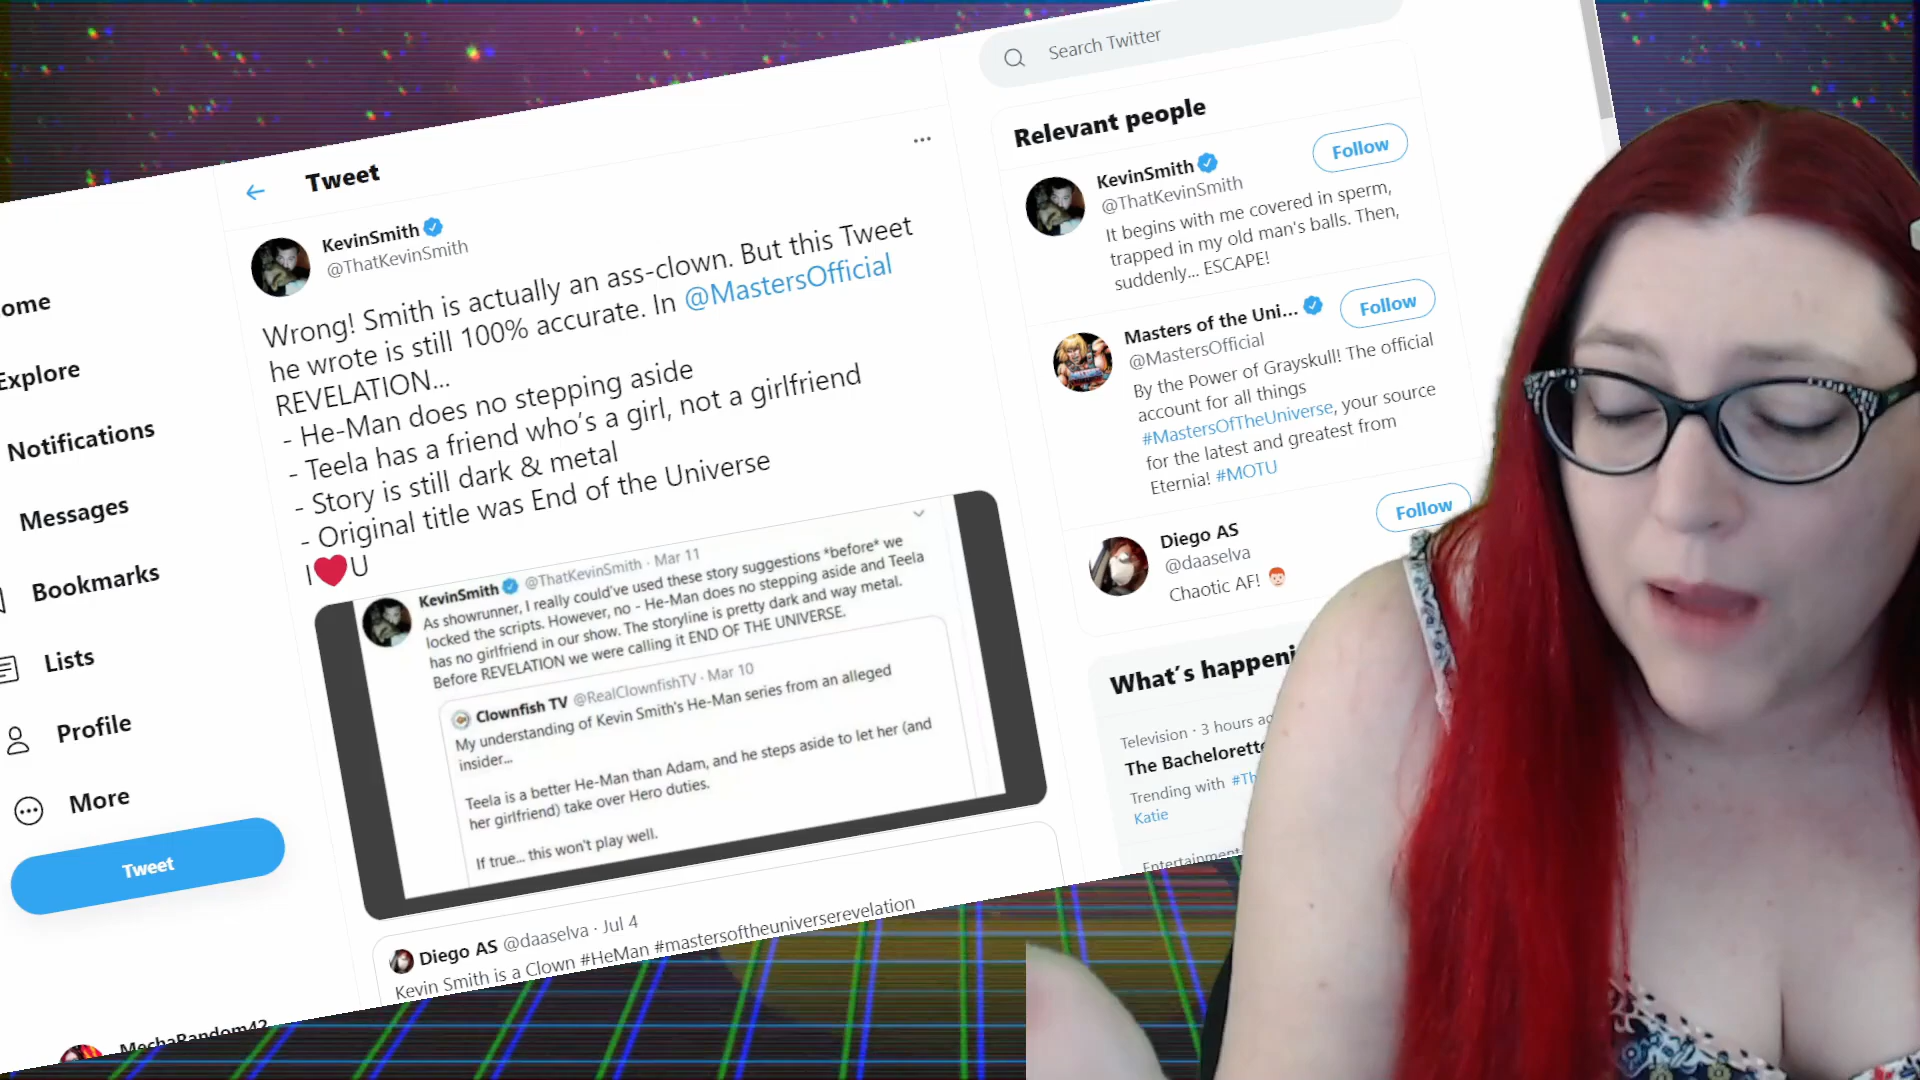 ome
Explore
Notifications
Messages
Bookmarks
Lists
Profile
More
Tweet
MechaRandom42
Tweet
KevinSmith
@ThatKevinSmith
Wrong! Smith is actually an ass-clown. But this Tweet
he wrote is still 100% accurate. In @MastersOfficial
REVELATION...
- He-Man does no stepping aside
- Teela has a friend who's a girl, not a girlfriend
- Story is still dark & metal
- Original title was End of the Universe
I❤️U
KevinSmith @ThatKevinSmith · Mar 11
As showrunner, I really could've used these story suggestions *before* we
locked the scripts. However, no - He-Man does no stepping aside and Teela
has no girlfriend in our show. The storyline is pretty dark and way metal.
Before REVELATION we were calling it END OF THE UNIVERSE.
Clownfish TV @RealClownfishTV · Mar 10
My understanding of Kevin Smith's He-Man series from an alleged
insider...
Teela is a better He-Man than Adam, and he steps aside to let her (and
her girlfriend) take over Hero duties.
If true... this won't play well.
Diego AS @daaselva · Jul 4
Kevin Smith is a Clown #HeMan #mastersoftheuniverserevelation
Search Twitter
Relevant people
KevinSmith
@ThatKevinSmith
Follow
It begins with me covered in sperm,
trapped in my old man's balls. Then,
suddenly... ESCAPE!
Masters of the Uni...
@MastersOfficial
Follow
By the Power of Grayskull! The official
account for all things
#MastersOfTheUniverse, your source
for the latest and greatest from
Eternia! #MOTU
Diego AS
@daaselva
Follow
Chaotic AF!
What's happeni
Television · 3 hours ag
The Bachelorette
Trending with #Th
Katie
Entertainment